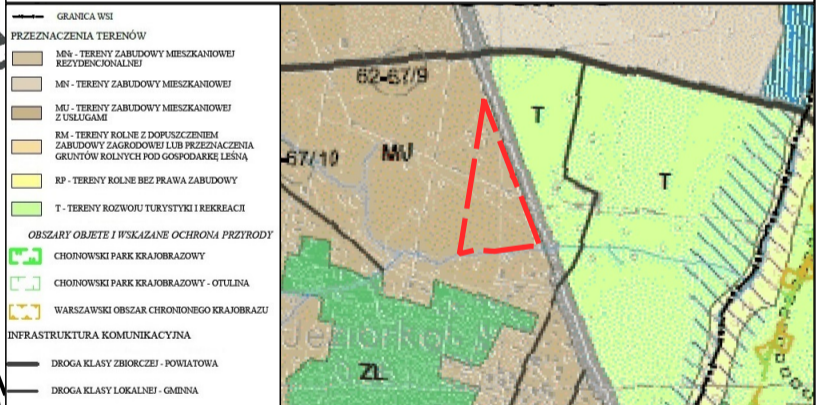 GRANICA WSI
PRZEZNACZENIA TERENÓW
MNr - TERENY ZABUDOWY MIESZKANIOWEJ
REZYDENCJONALNEJ
MN - TERENY ZABUDOWY MIESZKANIOWEJ
MU - TERENY ZABUDOWY MIESZKANIOWEJ
Z USŁUGAMI
RM - TERENY ROLNE Z DOPUSZCZENIEM
ZABUDOWY ZAGRODOWEJ LUB PRZEZNACZENIA
GRUNTÓW ROLNYCH POD GOSPODARKĘ LEŚNĄ
RP - TERENY ROLNE BEZ PRAWA ZABUDOWY
T - TERENY ROZWOJU TURYSTYKI I REKREACJI
OBSZARY OBJETE I WSKAZANE OCHRONA PRZYRODY
CHOJNOWSKI PARK KRAJOBRAZOWY
CHOJNOWSKI PARK KRAJOBRAZOWY - OTULINA
WARSZAWSKI OBSZAR CHRONIONEGO KRAJOBRAZU
INFRASTRUKTURA KOMUNIKACYJNA
DROGA KLASY ZBIORCZEJ - POWIATOWA
DROGA KLASY LOKALNEJ - GMINNA
62-67/9
T
67/10
MU
T
ZL